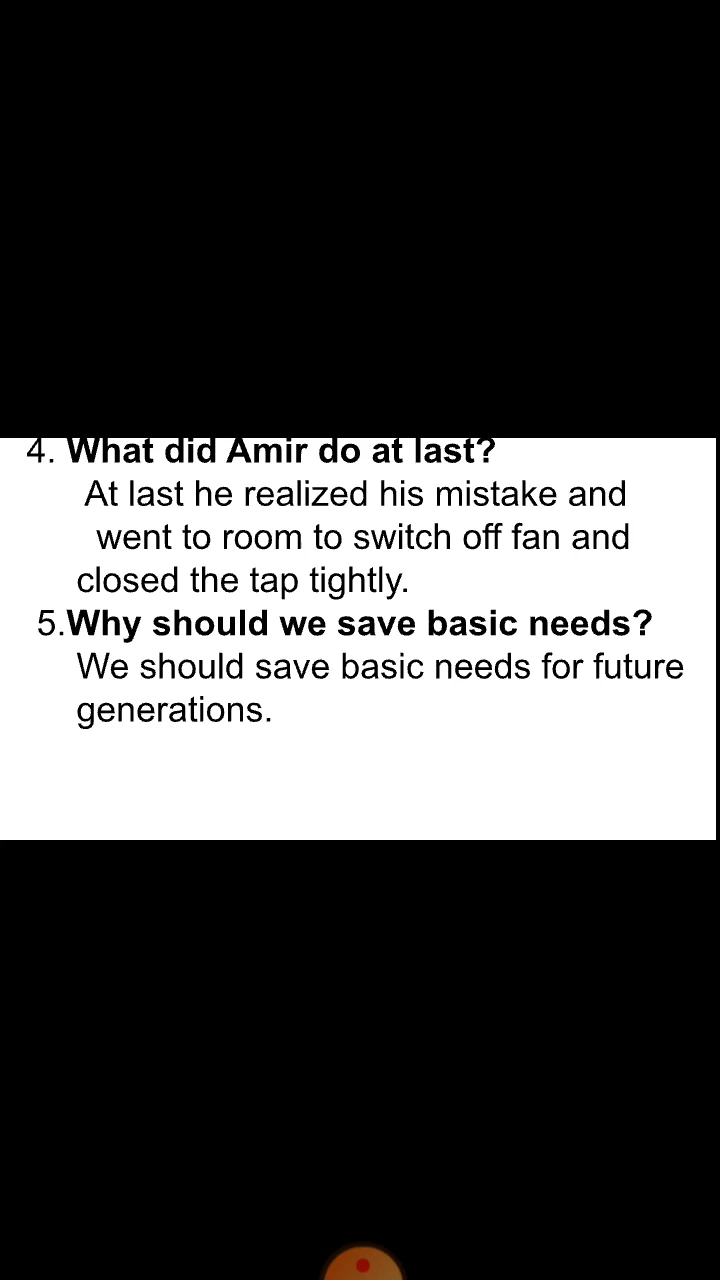 4. What did Amir do at last?
At last he realized his mistake and
went to room to switch off fan and
closed the tap tightly.
5.Why should we save basic needs?
We should save basic needs for future
generations.